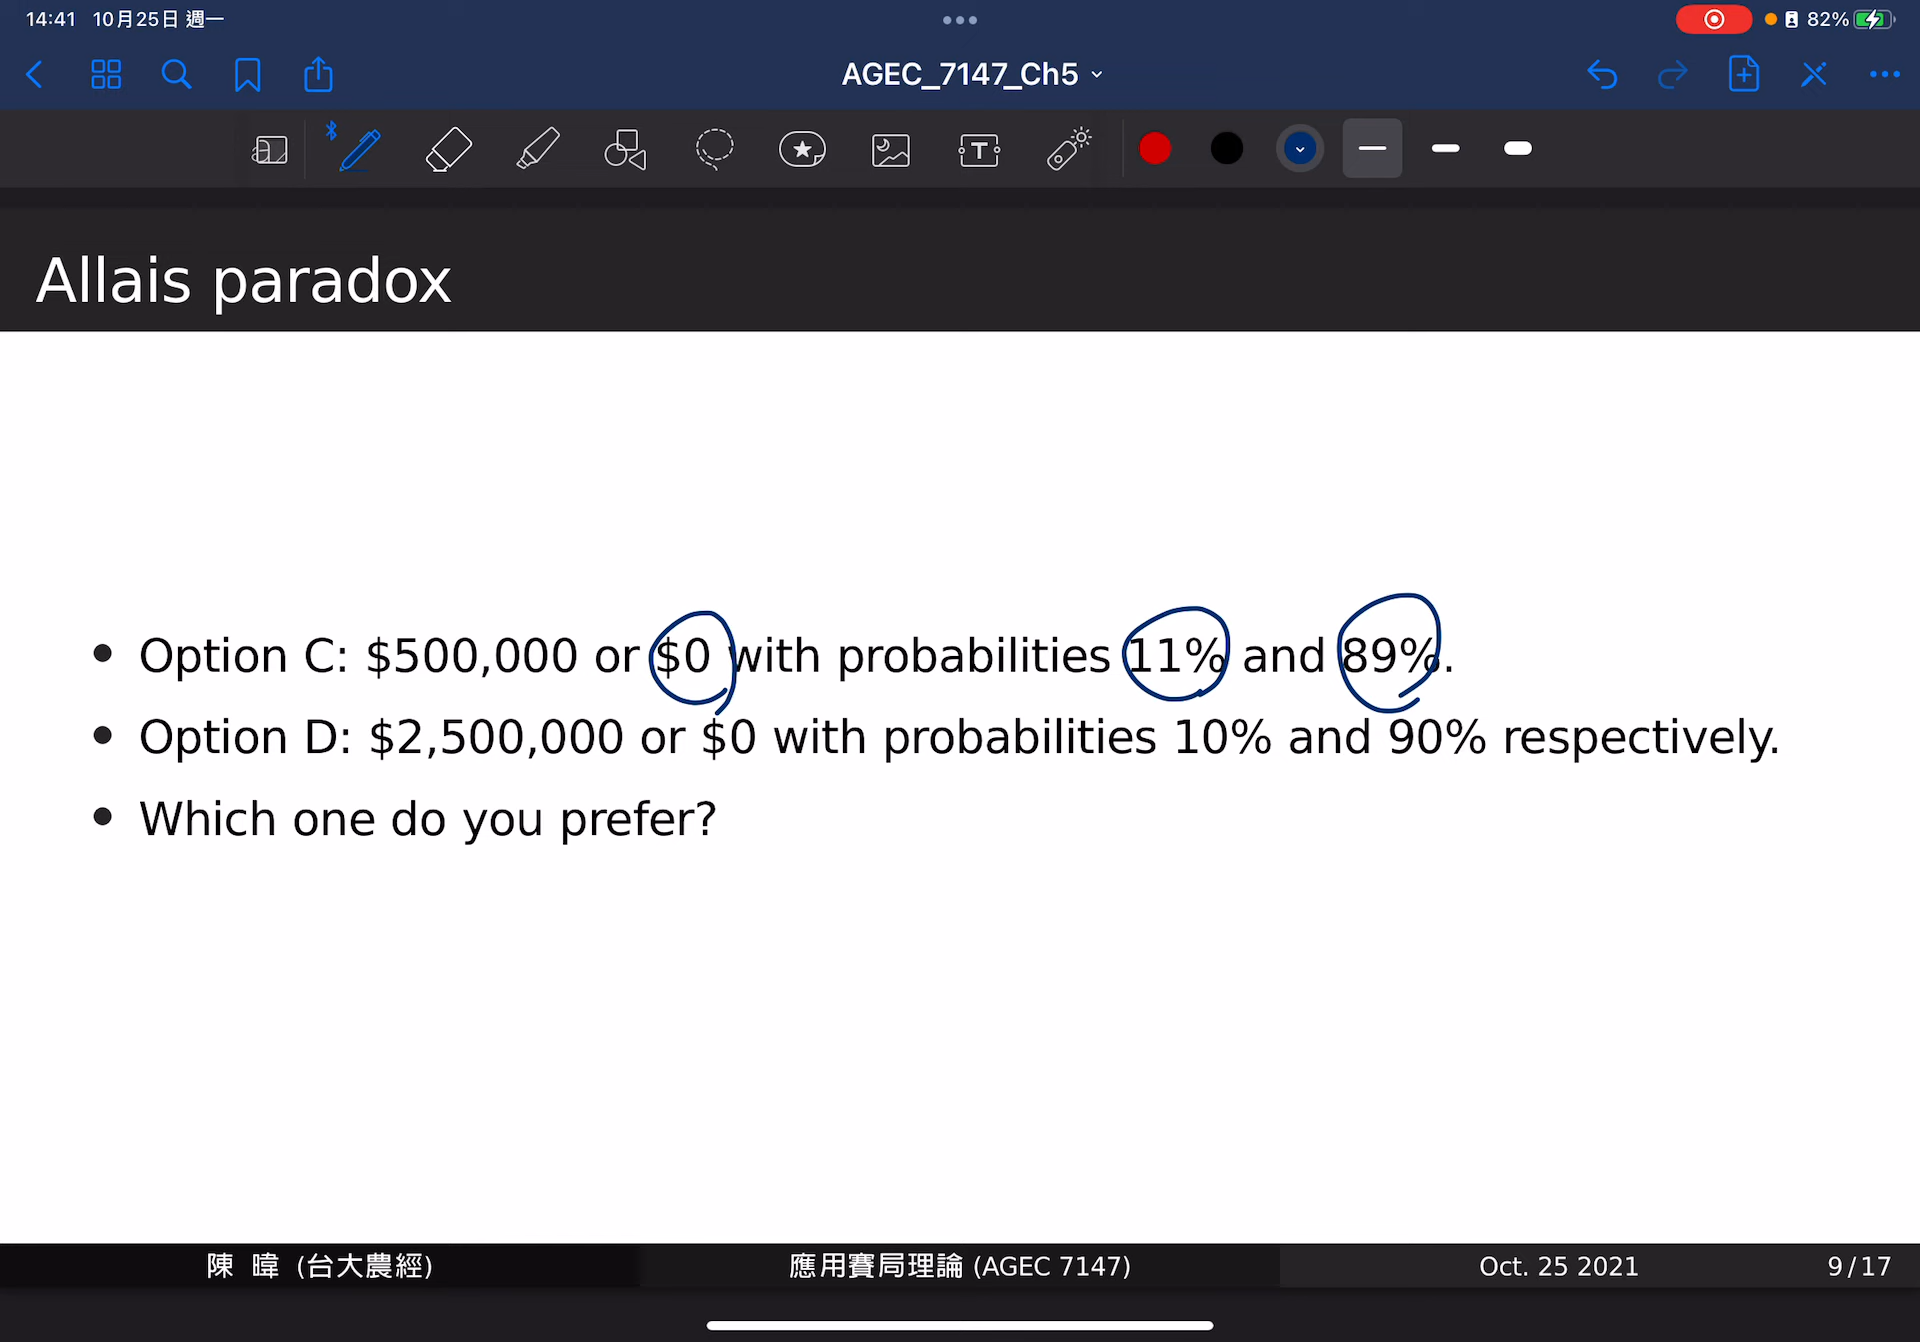 14:41 10月25日 週一
82%
AGEC_7147_Ch5
Allais paradox
• Option C: $500,000 or $0 with probabilities 11% and 89%.
• Option D: $2,500,000 or $0 with probabilities 10% and 90% respectively.
• Which one do you prefer?
陳 暐 (台大農經) 應用賽局理論 (AGEC 7147) Oct. 25 2021 9/17